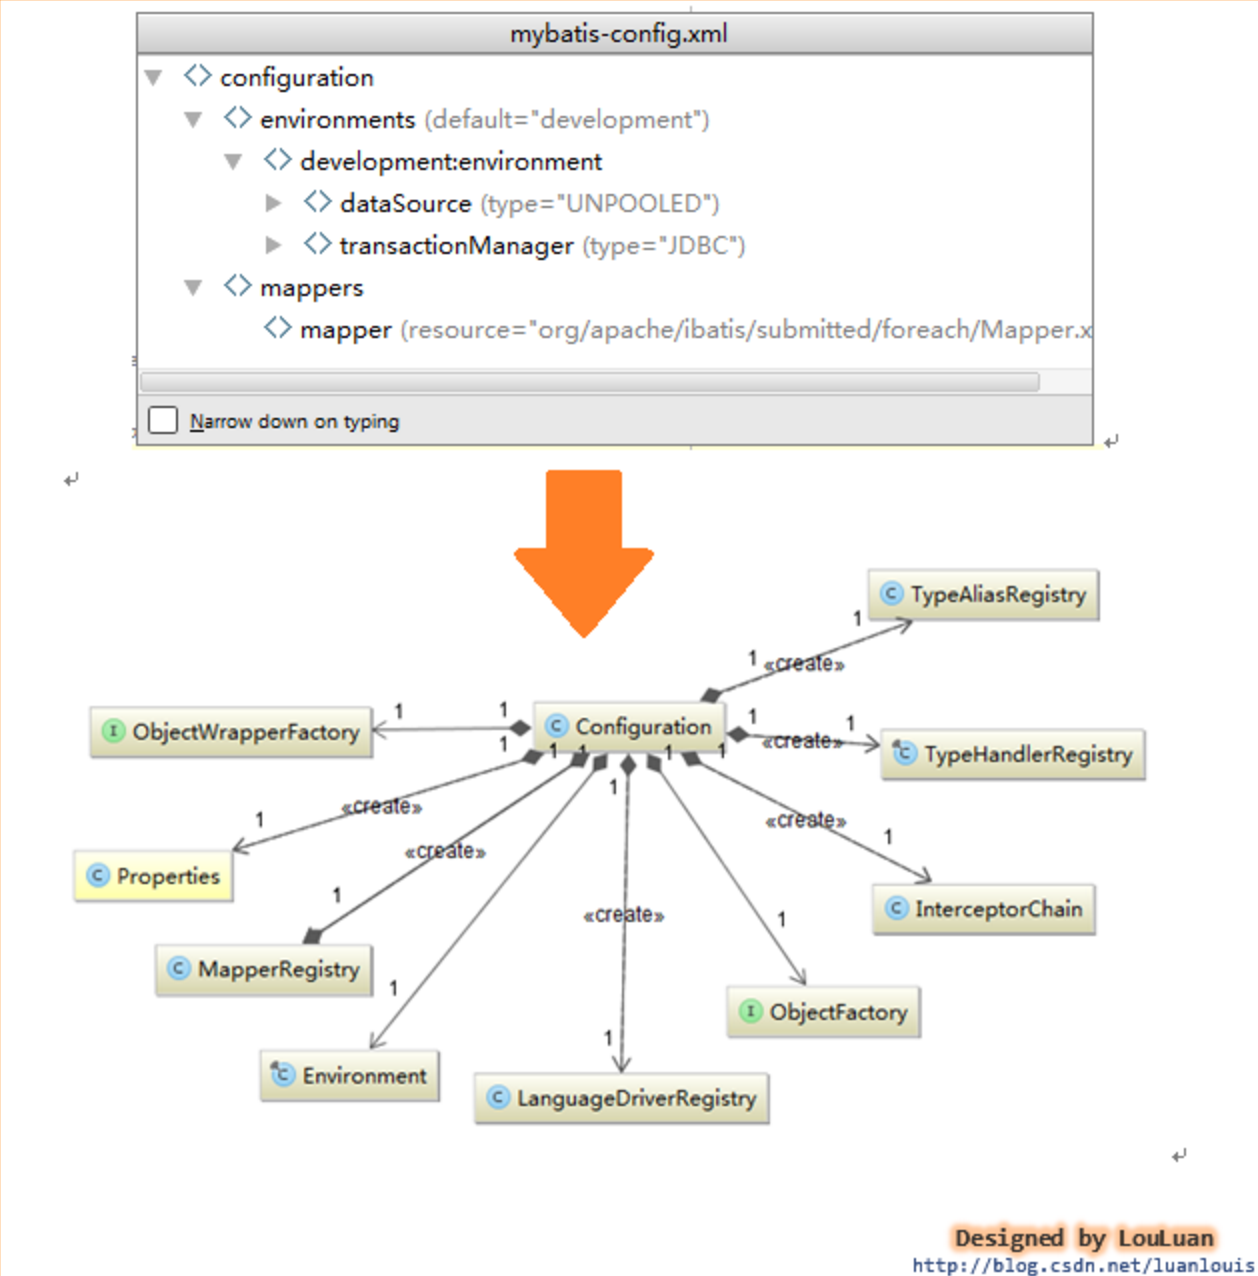 mybatis-config.xml
configuration
environments (default="development")
development:environment
dataSource (type="UNPOOLED")
transactionManager (type="JDBC")
mappers
mapper (resource="org/apache/ibatis/submitted/foreach/Mapper.x
Narrow down on typing
C TypeAliasRegistry
1
1 «create»
I ObjectWrapperFactory
1 1
C Configuration
1 1
«create»
C TypeHandlerRegistry
1 1 1 1 1
1
«create»
1
«create»
1
«create»
1
C Properties
1
«create»
1
C InterceptorChain
C MapperRegistry
1
1
I ObjectFactory
1
C Environment
C LanguageDriverRegistry
Designed by LouLuan
http://blog.csdn.net/luanlouis